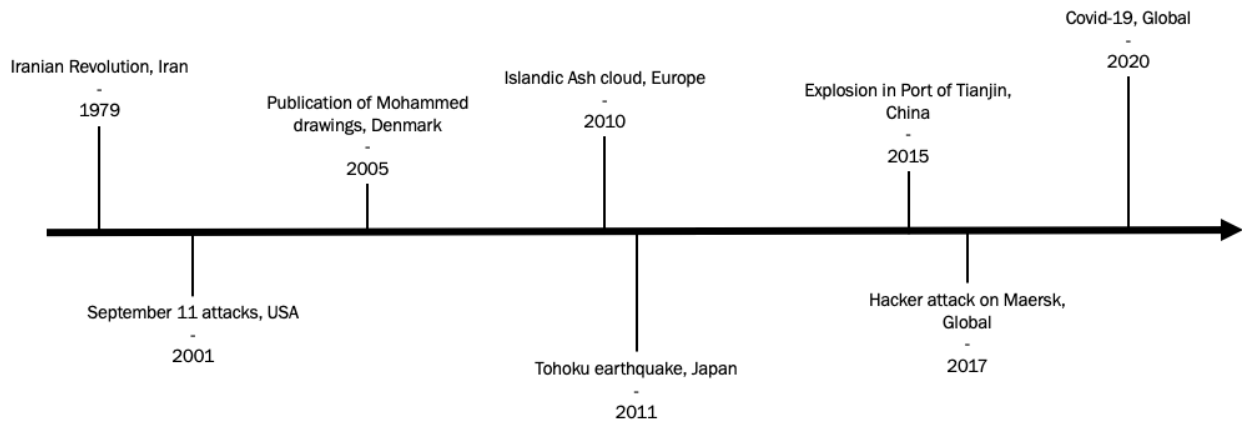 Iranian Revolution, Iran
-
1979
September 11 attacks, USA
-
2001
Publication of Mohammed
drawings, Denmark
-
2005
Islandic Ash cloud, Europe
-
2010
Tohoku earthquake, Japan
-
2011
Explosion in Port of Tianjin,
China
-
2015
Hacker attack on Maersk,
Global
-
2017
Covid-19, Global
-
2020